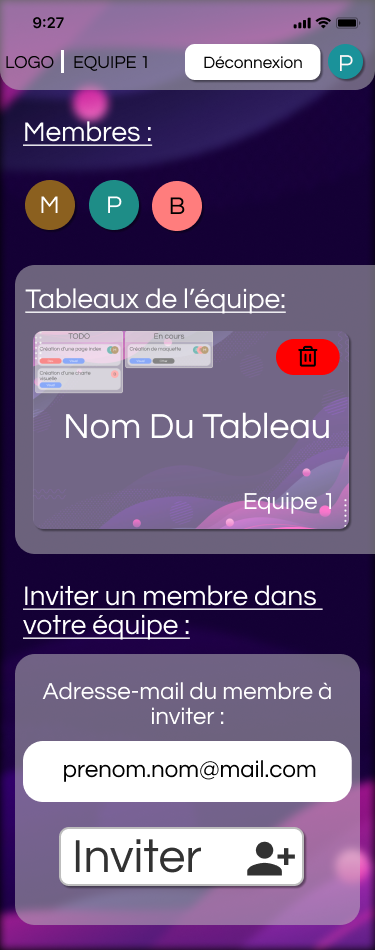 9:27
LOGO EQUIPE 1 Déconnexion P
Membres :
M P B
Tableaux de l’équipe:
TODO En cours
Création d'une page index
Création de maquette
Création d'une charte
visuelle
Nom Du Tableau
Equipe 1
Inviter un membre dans
votre équipe :
Adresse-mail du membre à
inviter :
prenom.nom@mail.com
Inviter